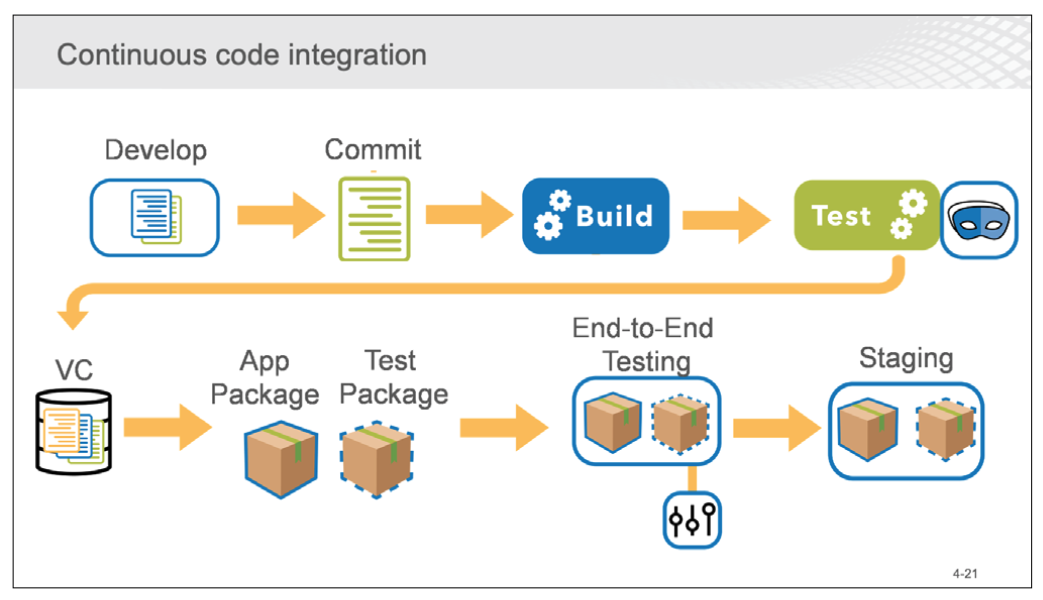 Continuous code integration
Develop
Commit
Build
Test
VC
App
Package
Test
Package
End-to-End
Testing
Staging
4-21